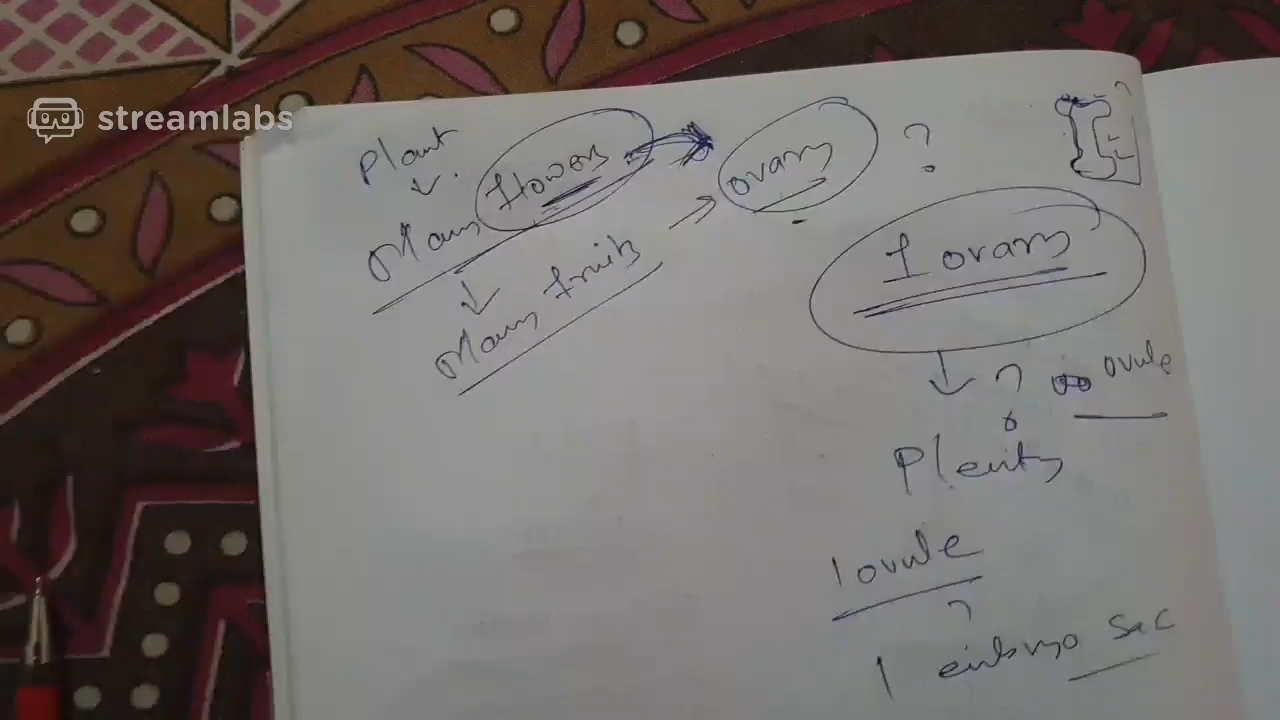 streamlabs
Plant
Many flowers → ovary ?
Many fruits →
1 ovary
ovule
Plenty
1 ovule
1 embryo sac